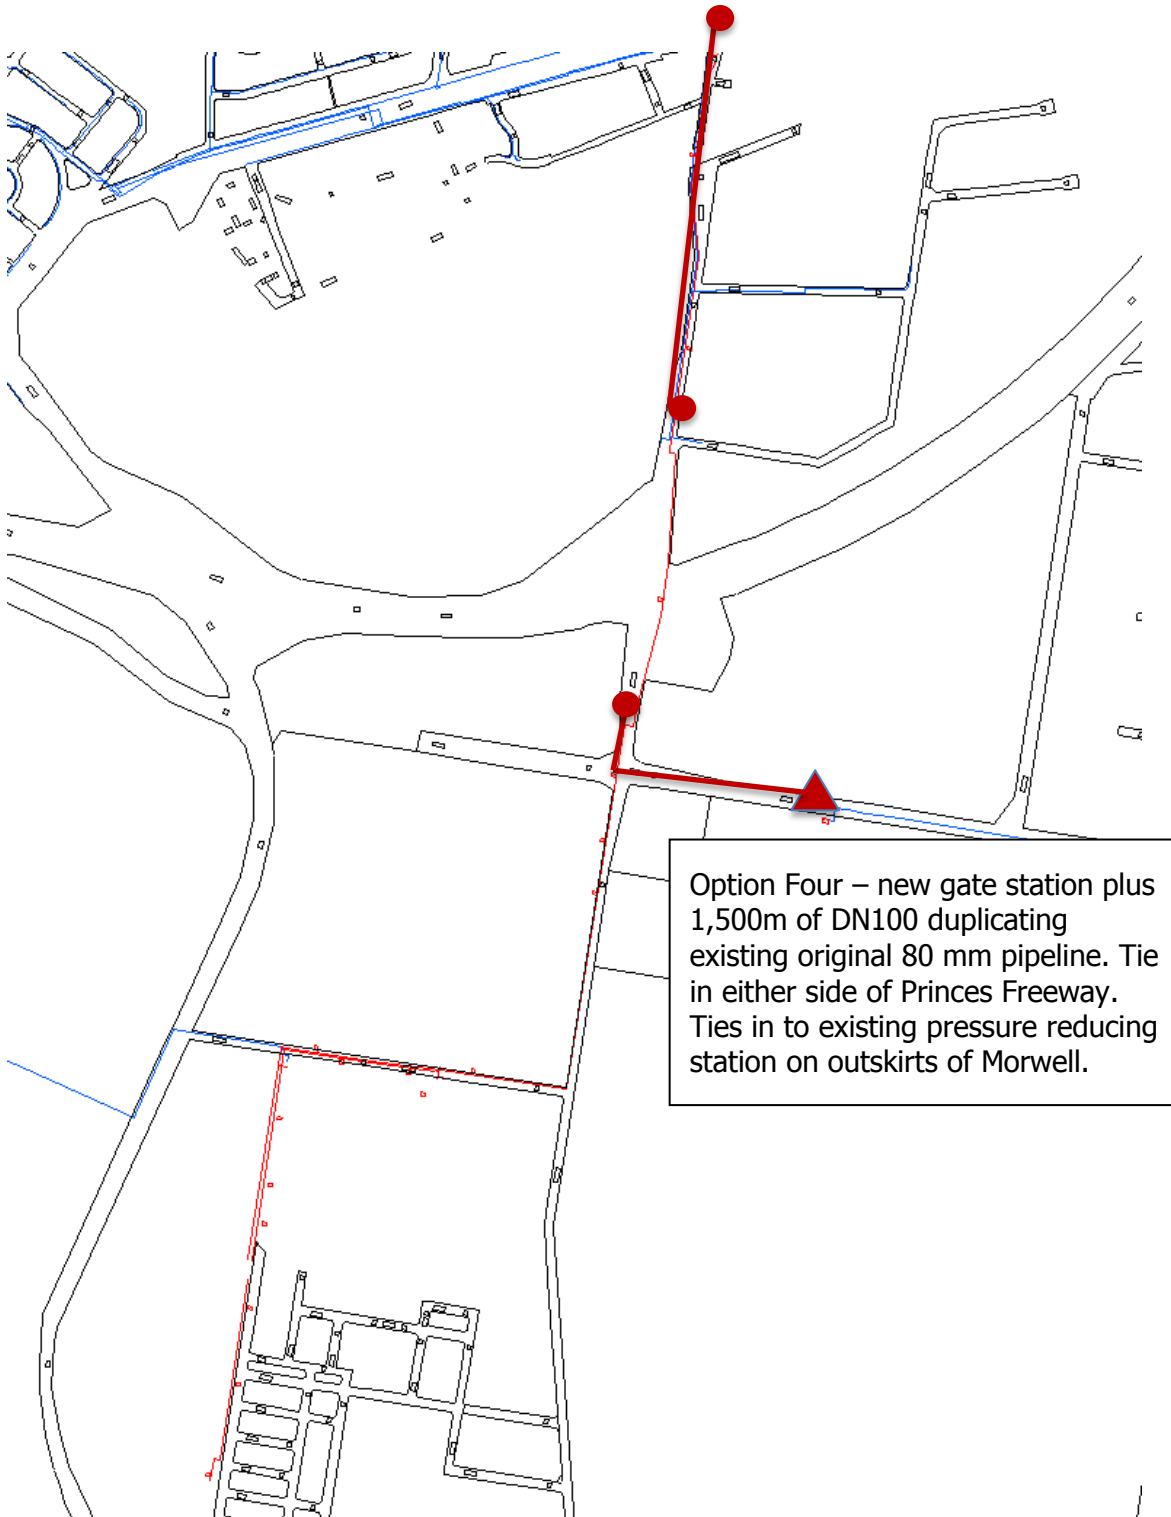 Option Four – new gate station plus
1,500m of DN100 duplicating
existing original 80 mm pipeline. Tie
in either side of Princes Freeway.
Ties in to existing pressure reducing
station on outskirts of Morwell.